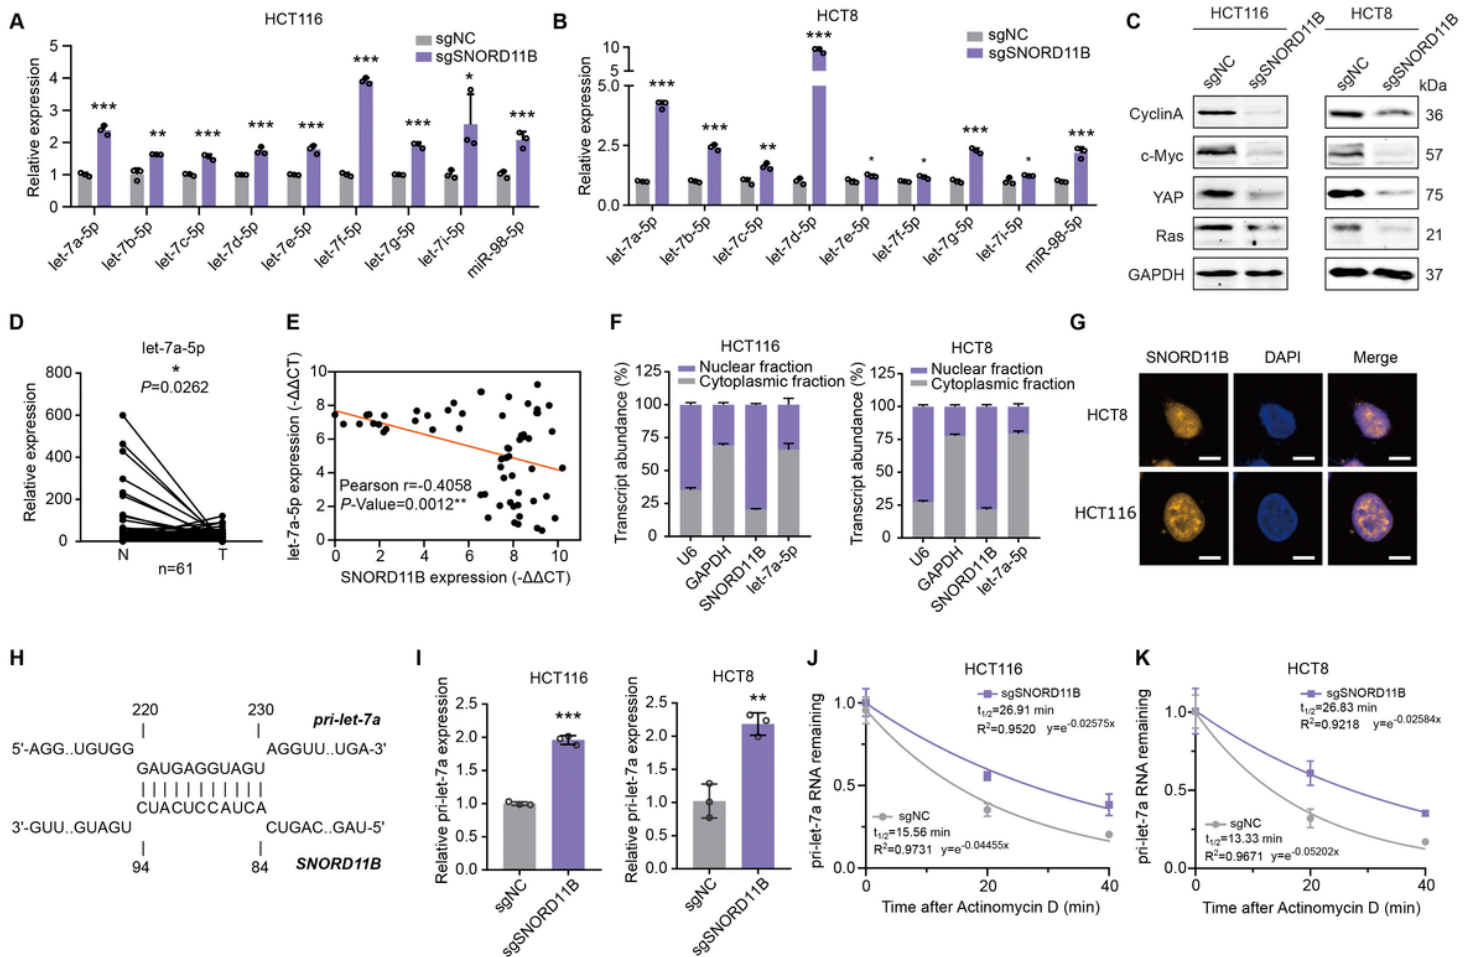 A
HCT116
sgNC
sgSNORD11B
Relative expression
5
4
3
2
1
0
***
**
***
***
***
***
***
*
***
let-7a-5p
let-7b-5p
let-7c-5p
let-7d-5p
let-7e-5p
let-7f-5p
let-7g-5p
let-7i-5p
miR-98-5p
B
HCT8
sgNC
sgSNORD11B
Relative expression
10
5
5.0
2.5
0.0
***
***
**
***
*
*
***
*
***
let-7a-5p
let-7b-5p
let-7c-5p
let-7d-5p
let-7e-5p
let-7f-5p
let-7g-5p
let-7i-5p
miR-98-5p
C
HCT116
HCT8
sgNC
sgSNORD11B
sgNC
sgSNORD11B
kDa
CyclinA
36
c-Myc
57
YAP
75
Ras
21
GAPDH
37
D
let-7a-5p
*
P=0.0262
Relative expression
800
600
400
200
0
N
T
n=61
E
let-7a-5p expression (-ΔΔCT)
10
8
6
4
2
0
Pearson r=-0.4058
P-Value=0.0012**
0
2
4
6
8
10
SNORD11B expression (-ΔΔCT)
F
HCT116
Nuclear fraction
Cytoplasmic fraction
Transcript abundance (%)
125
100
75
50
25
0
U6
GAPDH
SNORD11B
let-7a-5p
HCT8
Nuclear fraction
Cytoplasmic fraction
Transcript abundance (%)
125
100
75
50
25
0
U6
GAPDH
SNORD11B
let-7a-5p
G
SNORD11B
DAPI
Merge
HCT8
HCT116
H
220
230
pri-let-7a
5'-AGG..UGUGG
AGGUU..UGA-3'
GAUGAGGUAGU
CUACUCCAUCA
3'-GUU..GUAGU
CUGAC..GAU-5'
94
84
SNORD11B
I
HCT116
Relative pri-let-7a expression
2.5
2.0
1.5
1.0
0.5
0.0
***
sgNC
sgSNORD11B
HCT8
Relative pri-let-7a expression
2.5
2.0
1.5
1.0
0.5
0.0
**
sgNC
sgSNORD11B
J
HCT116
pri-let-7a RNA remaining
1.0
0.5
0.0
sgSNORD11B
t1/2=26.91 min
R2=0.9520 y=e-0.02575x
sgNC
t1/2=15.56 min
R2=0.9731 y=e-0.04455x
0
20
40
Time after Actinomycin D (min)
K
HCT8
pri-let-7a RNA remaining
1.0
0.5
0.0
sgSNORD11B
t1/2=26.83 min
R2=0.9218 y=e-0.02584x
sgNC
t1/2=13.33 min
R2=0.9671 y=e-0.05202x
0
20
40
Time after Actinomycin D (min)